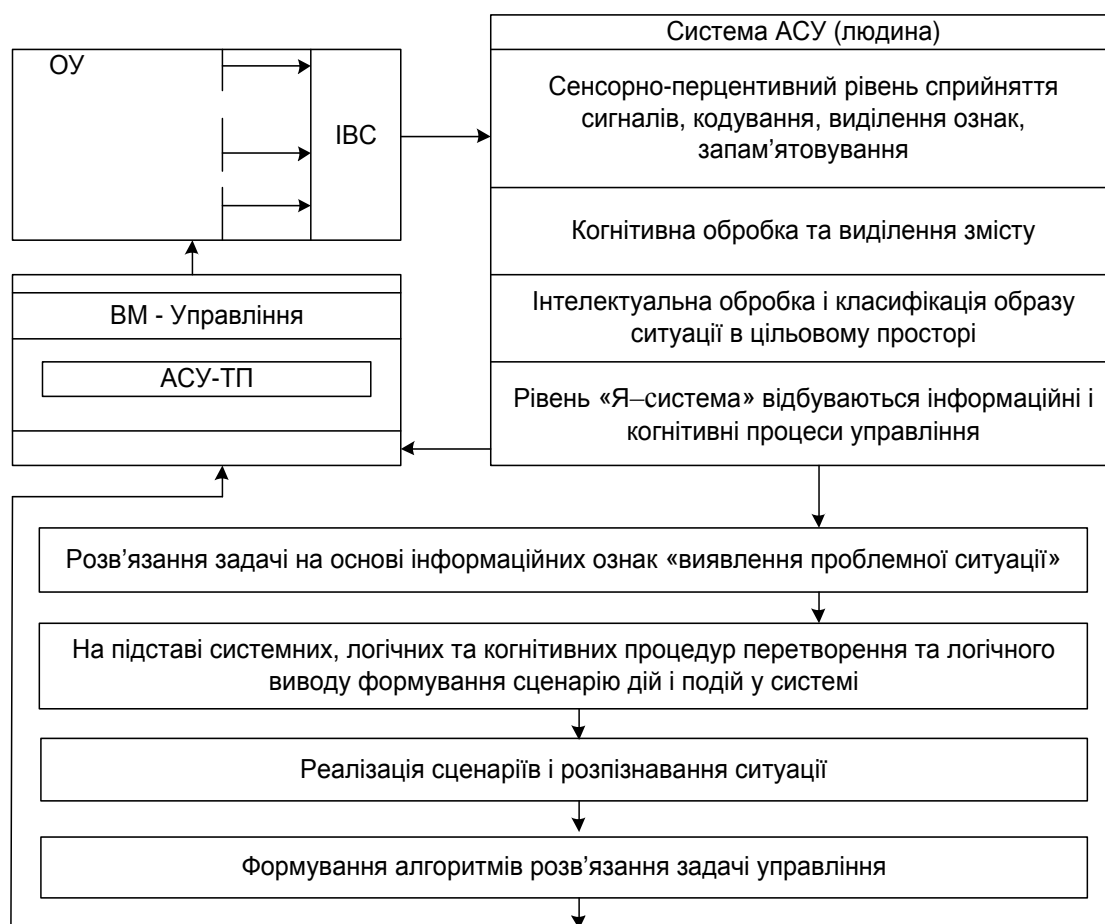 Система АСУ (людина)
ОУ
ІВС
Сенсорно-перцептивний рівень сприйняття
сигналів, кодування, виділення ознак,
запам’ятовування
Когнітивна обробка та виділення змісту
ВМ - Управління
АСУ-ТП
Інтелектуальна обробка і класифікація образу
ситуації в цільовому просторі
Рівень «Я–система» відбуваються інформаційні і
когнітивні процеси управління
Розв’язання задачі на основі інформаційних ознак «виявлення проблемної ситуації»
На підставі системних, логічних та когнітивних процедур перетворення та логічного
виводу формування сценарію дій і подій у системі
Реалізація сценаріїв і розпізнавання ситуації
Формування алгоритмів розв’язання задачі управління